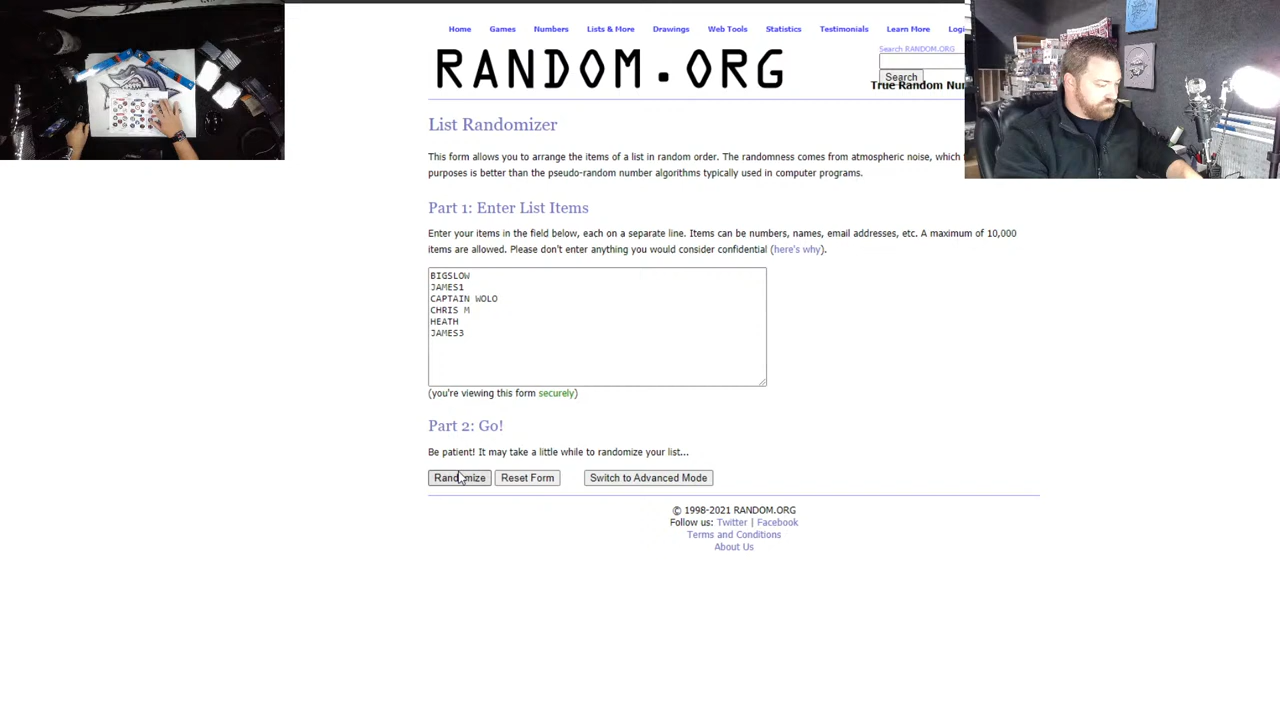 Home Games Numbers Lists & More Drawings Web Tools Statistics Testimonials Learn More
Search RANDOM.ORG
RANDOM.ORG
Search
True Random
List Randomizer
This form allows you to arrange the items of a list in random order. The randomness comes from atmospheric noise, which
purposes is better than the pseudo-random number algorithms typically used in computer programs.
Part 1: Enter List Items
Enter your items in the field below, each on a separate line. Items can be numbers, names, email addresses, etc. A maximum of 10,000
items are allowed. Please don't enter anything you would consider confidential (here's why).
BIGSLOW
JAMES1
CAPTAIN WOLO
CHRIS M
HEATH
JAMES3
(you're viewing this form securely)
Part 2: Go!
Be patient! It may take a little while to randomize your list...
Randomize Reset Form Switch to Advanced Mode
© 1998-2021 RANDOM.ORG
Follow us: Twitter | Facebook
Terms and Conditions
About Us